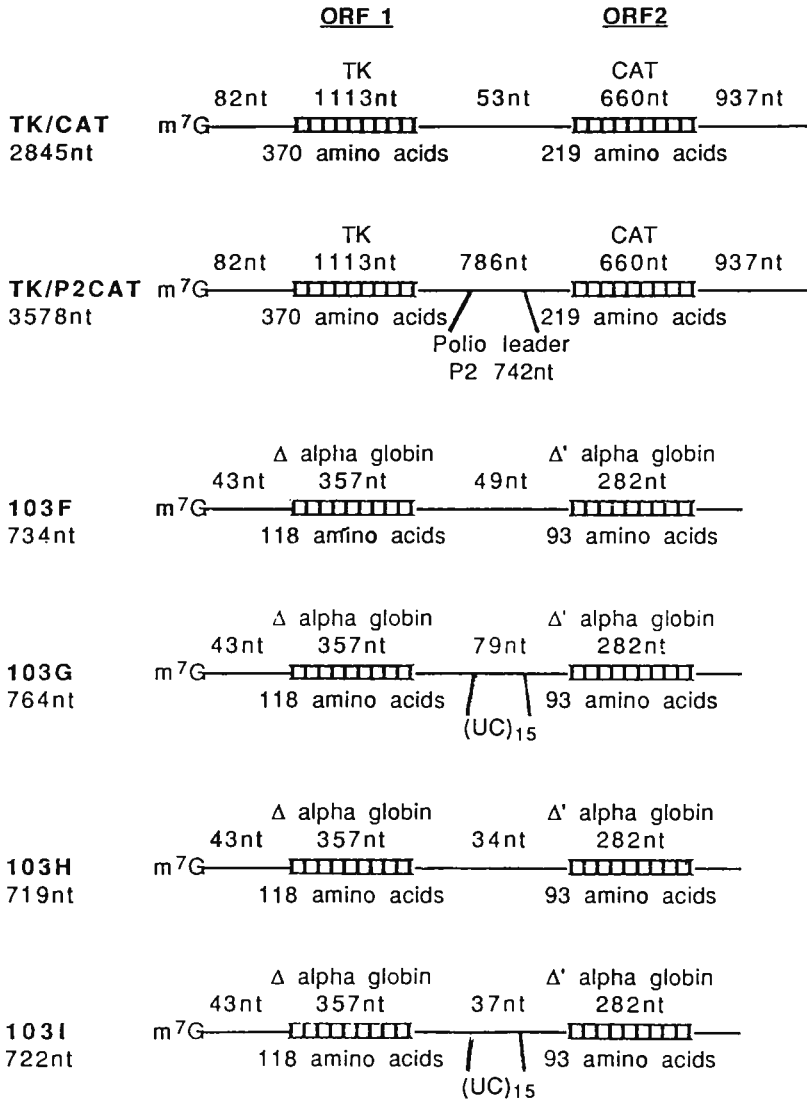 ORF 1 ORF2
TK CAT
82nt 1113nt 53nt 660nt 937nt
TK/CAT m⁷G
2845nt 370 amino acids 219 amino acids
TK CAT
82nt 1113nt 786nt 660nt 937nt
TK/P2CAT m⁷G
3578nt 370 amino acids 219 amino acids
Polio leader
P2 742nt
Δ alpha globin Δ' alpha globin
43nt 357nt 49nt 282nt
103F m⁷G
734nt 118 amino acids 93 amino acids
Δ alpha globin Δ' alpha globin
43nt 357nt 79nt 282nt
103G m⁷G
764nt 118 amino acids 93 amino acids
(UC)₁₅
Δ alpha globin Δ' alpha globin
43nt 357nt 34nt 282nt
103H m⁷G
719nt 118 amino acids 93 amino acids
Δ alpha globin Δ' alpha globin
43nt 357nt 37nt 282nt
103I m⁷G
722nt 118 amino acids 93 amino acids
(UC)₁₅